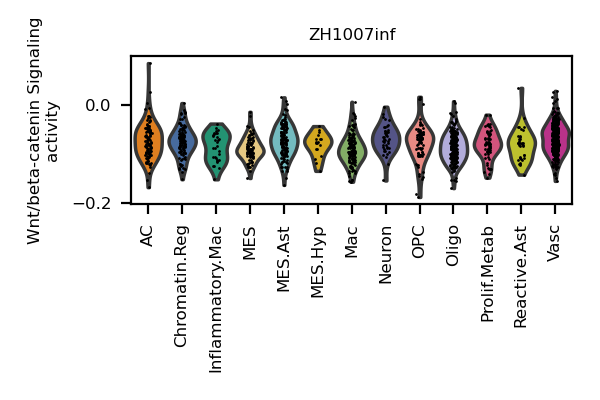 ZH1007inf
Wnt/beta-catenin Signaling
activity
0.0
−0.2
AC
Chromatin.Reg
Inflammatory.Mac
MES
MES.Ast
MES.Hyp
Mac
Neuron
OPC
Oligo
Prolif.Metab
Reactive.Ast
Vasc